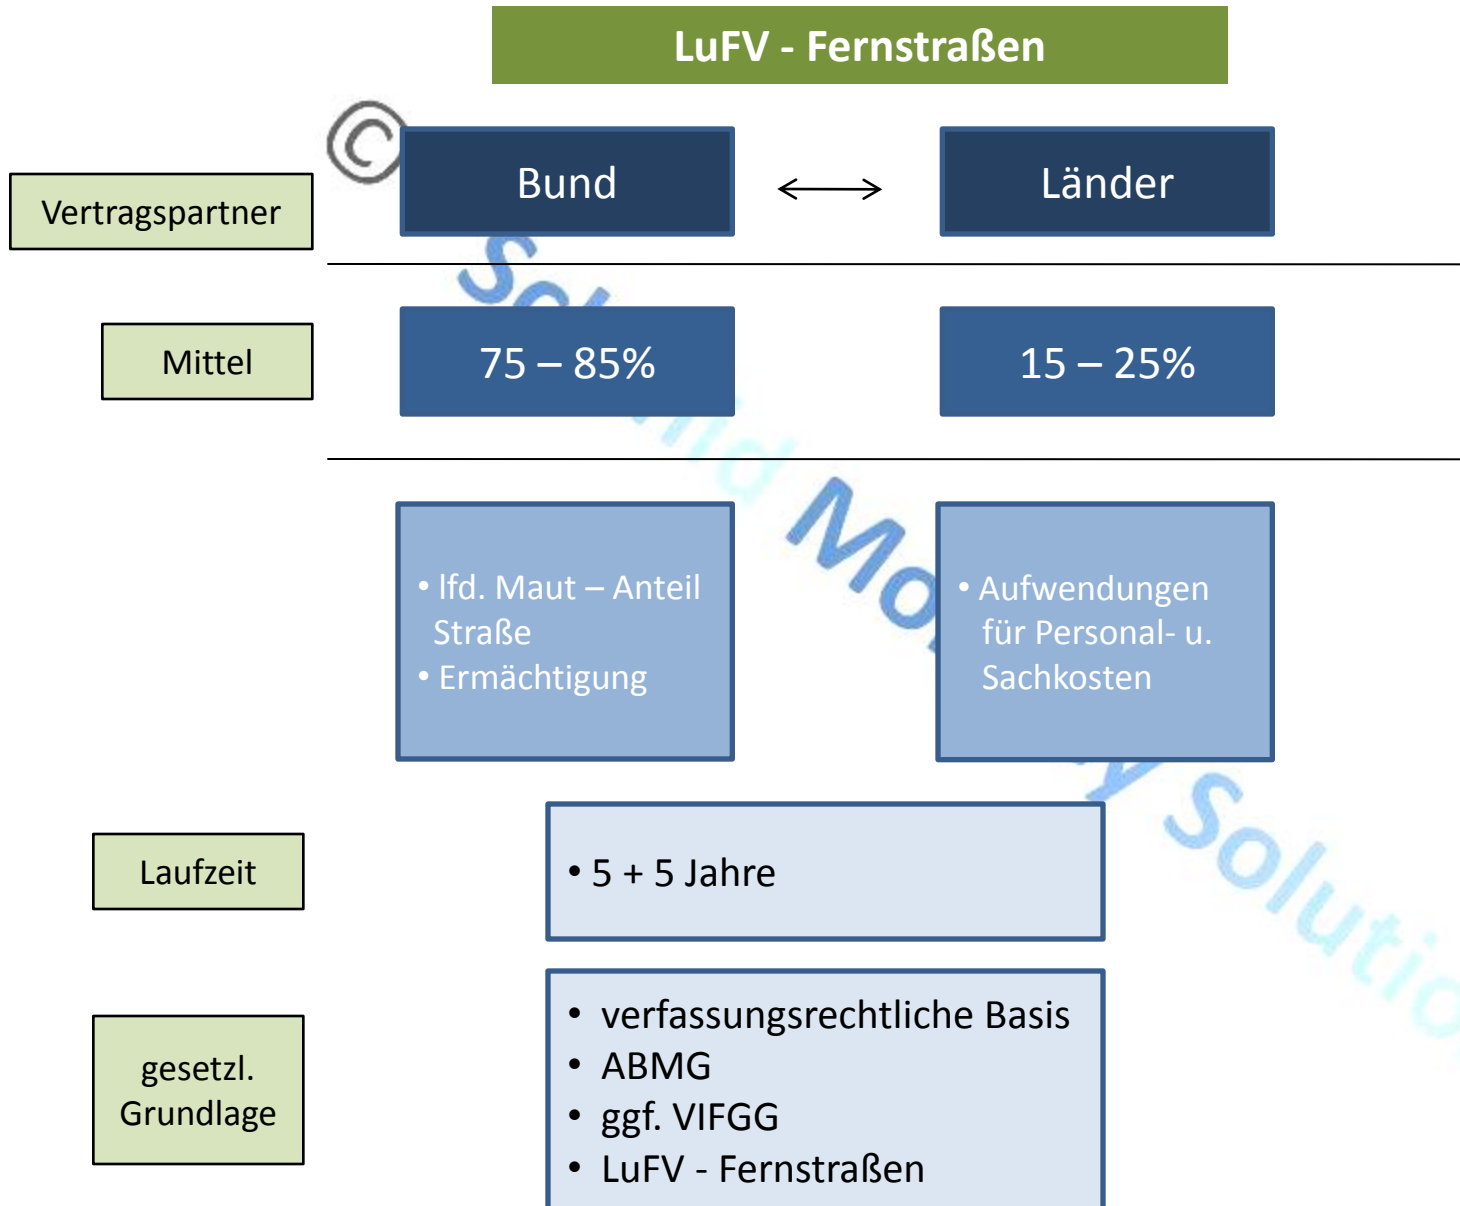 LuFV - Fernstraßen
©
Vertragspartner
Bund
Länder
Mittel
75 – 85%
15 – 25%
• lfd. Maut – Anteil
Straße
• Ermächtigung
• Aufwendungen
für Personal- u.
Sachkosten
Laufzeit
• 5 + 5 Jahre
gesetzl.
Grundlage
• verfassungsrechtliche Basis
• ABMG
• ggf. VIFGG
• LuFV - Fernstraßen